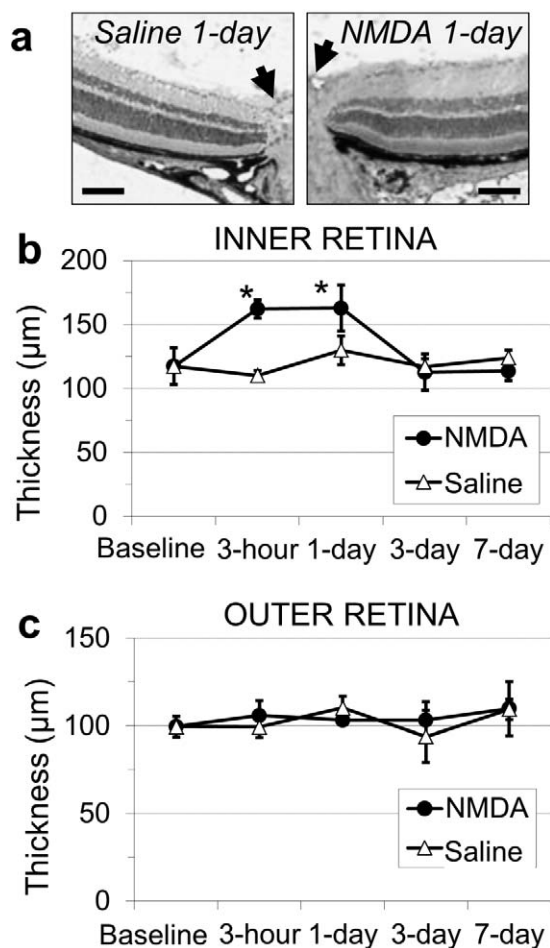 a
Saline 1-day
NMDA 1-day
b
INNER RETINA
200
150
100
50
0
Thickness (µm)
*
*
NMDA
Saline
Baseline 3-hour 1-day 3-day 7-day
c
OUTER RETINA
150
100
50
0
Thickness (µm)
NMDA
Saline
Baseline 3-hour 1-day 3-day 7-day